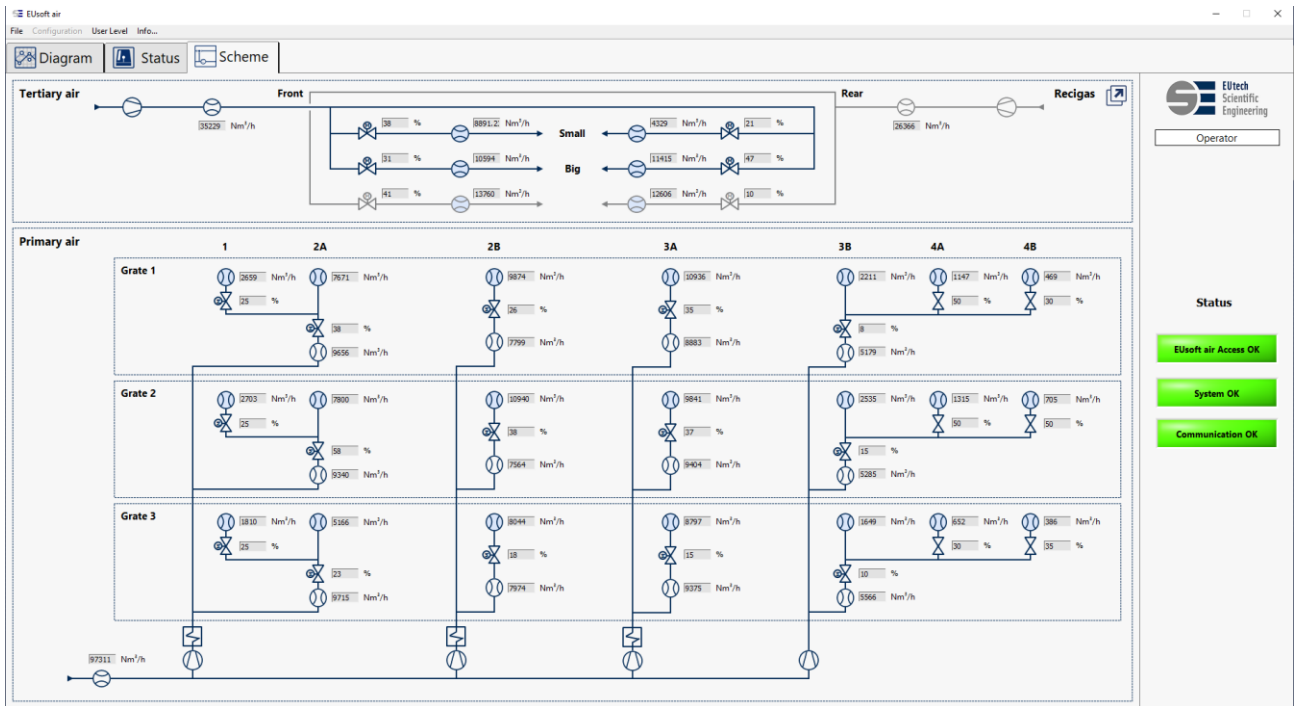 EUsoft air
File Configuration User Level Info...
Diagram Status Scheme
Tertiary air Front Rear Recigas
35229 Nm³/h 26366 Nm³/h
38 % 8891.2 Nm³/h Small 4329 Nm³/h 21 %
31 % 10594 Nm³/h Big 11415 Nm³/h 47 %
41 % 13760 Nm³/h 12606 Nm³/h 10 %
EUtech
Scientific
Engineering
Operator
Primary air
1 2A 2B 3A 3B 4A 4B
Grate 1
2659 Nm³/h 7671 Nm³/h 9874 Nm³/h 10936 Nm³/h 2211 Nm³/h 1147 Nm³/h 469 Nm³/h
25 % 26 % 35 % 50 % 30 %
38 % 8 %
9656 Nm³/h 7799 Nm³/h 8883 Nm³/h 5179 Nm³/h
Grate 2
2703 Nm³/h 7800 Nm³/h 10940 Nm³/h 9841 Nm³/h 2535 Nm³/h 1315 Nm³/h 705 Nm³/h
25 % 38 % 37 % 50 % 50 %
58 % 15 %
9340 Nm³/h 7564 Nm³/h 9404 Nm³/h 5285 Nm³/h
Grate 3
1810 Nm³/h 5166 Nm³/h 8044 Nm³/h 8797 Nm³/h 1649 Nm³/h 652 Nm³/h 386 Nm³/h
25 % 18 % 15 % 30 % 35 %
23 % 10 %
9715 Nm³/h 7974 Nm³/h 9375 Nm³/h 5566 Nm³/h
97311 Nm³/h
Status
EUsoft air Access OK
System OK
Communication OK